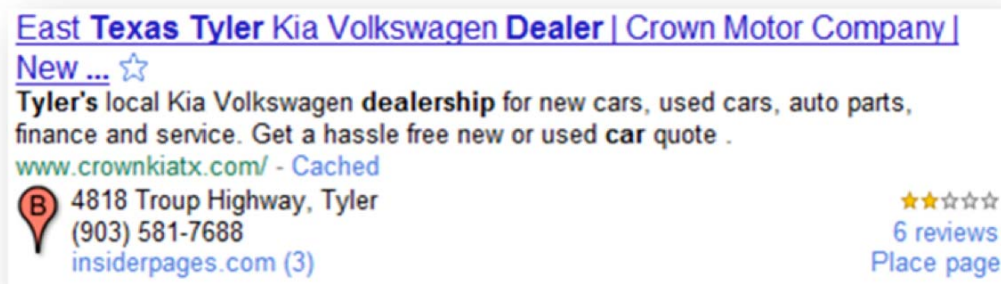 East Texas Tyler Kia Volkswagen Dealer | Crown Motor Company |
New ...
Tyler's local Kia Volkswagen dealership for new cars, used cars, auto parts,
finance and service. Get a hassle free new or used car quote .
www.crownkiatx.com/ - Cached
B 4818 Troup Highway, Tyler
(903) 581-7688
6 reviews
insiderpages.com (3)
Place page